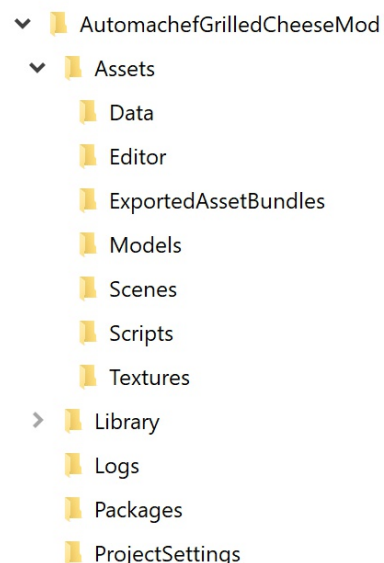 AutomachefGrilledCheeseMod
Assets
Data
Editor
ExportedAssetBundles
Models
Scenes
Scripts
Textures
Library
Logs
Packages
ProjectSettings